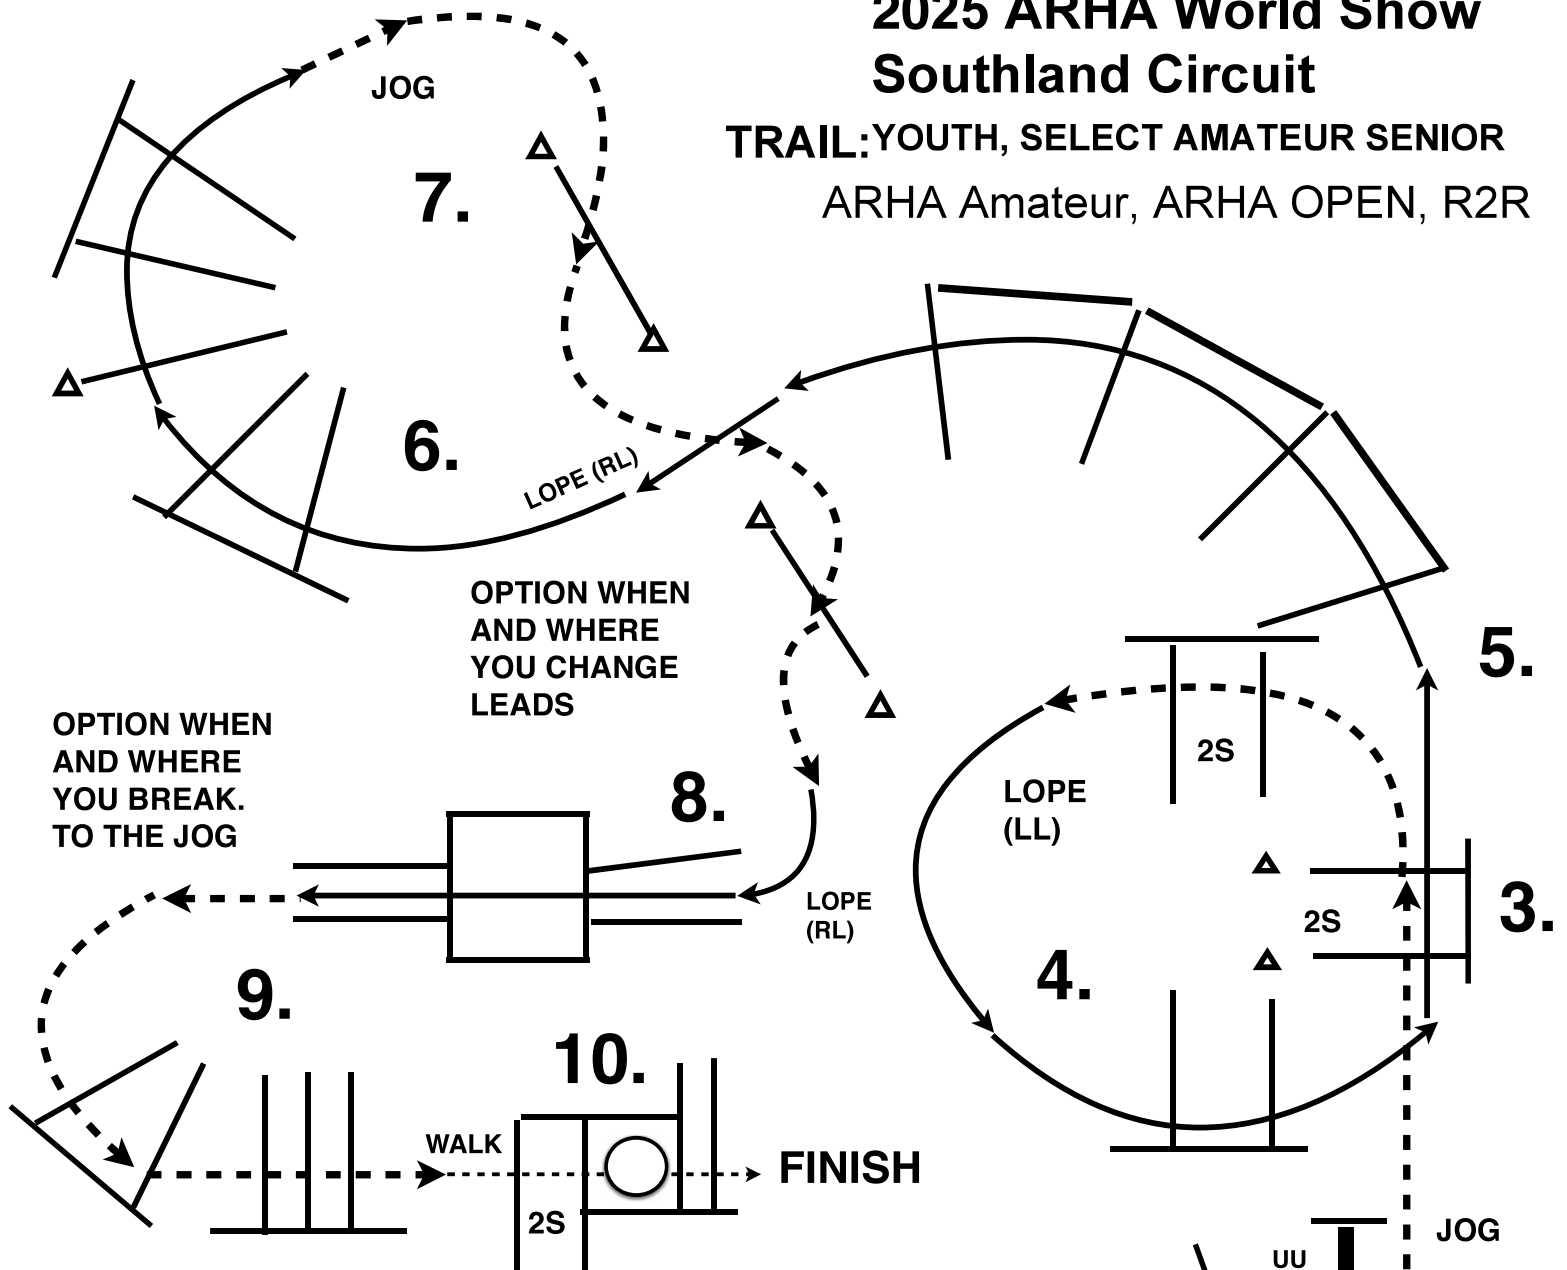 2025 ARHA World Show
Southland Circuit
TRAIL: YOUTH, SELECT AMATEUR SENIOR
ARHA Amateur, ARHA OPEN, R2R
JOG
7.
6.
LOPE (RL)
OPTION WHEN
AND WHERE
YOU CHANGE
LEADS
5.
2S
LOPE
(LL)
OPTION WHEN
AND WHERE
YOU BREAK.
TO THE JOG
8.
LOPE
(RL)
2S
3.
4.
9.
10.
WALK
FINISH
2S
JOG
UU